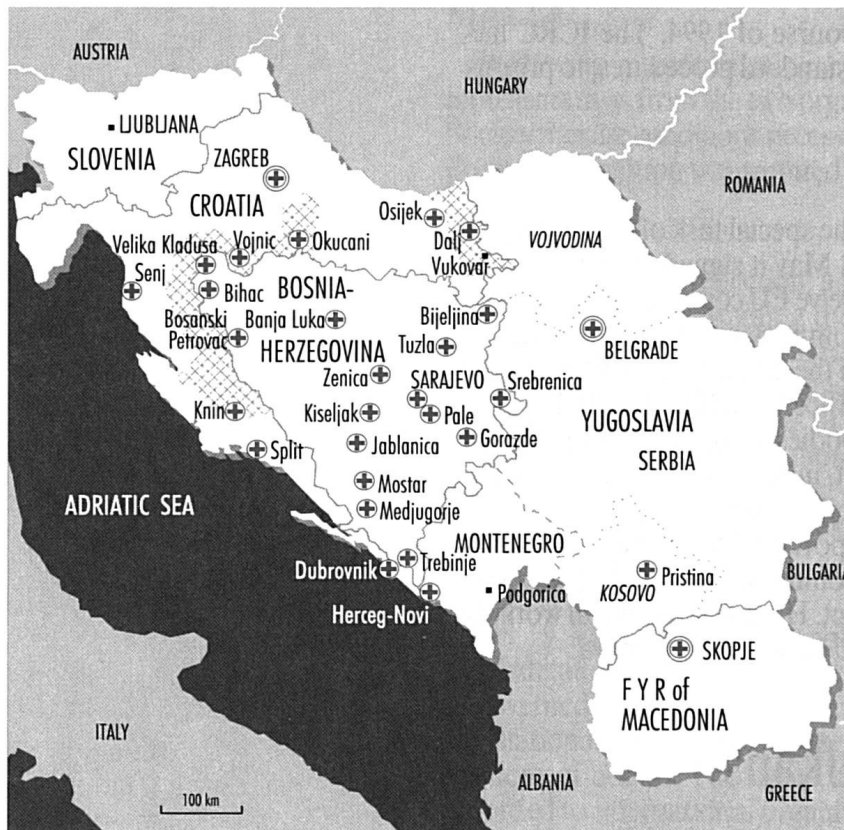 AUSTRIA
HUNGARY
LJUBLJANA
SLOVENIA
ZAGREB
ROMANIA
CROATIA
Osijek
VOJVODINA
Velika Kladusa
Vojnic
Okucani
Dalj
Vukovar
Senj
BOSNIA-
HERZEGOVINA
Bihac
Bijeljina
Bosanski
Petrovac
Banja Luka
BELGRADE
Tuzla
Zenica
SARAJEVO
Srebrenica
Knin
Kiseljak
Pale
YUGOSLAVIA
Split
Jablanica
Gorazde
SERBIA
Mostar
ADRIATIC SEA
Medjugorje
MONTENEGRO
Trebinje
Dubrovnik
Pristina
BULGARIA
Herceg-Novi
Podgorica
KOSOVO
SKOPJE
F Y R of
MACEDONIA
ITALY
ALBANIA
GREECE
100 km